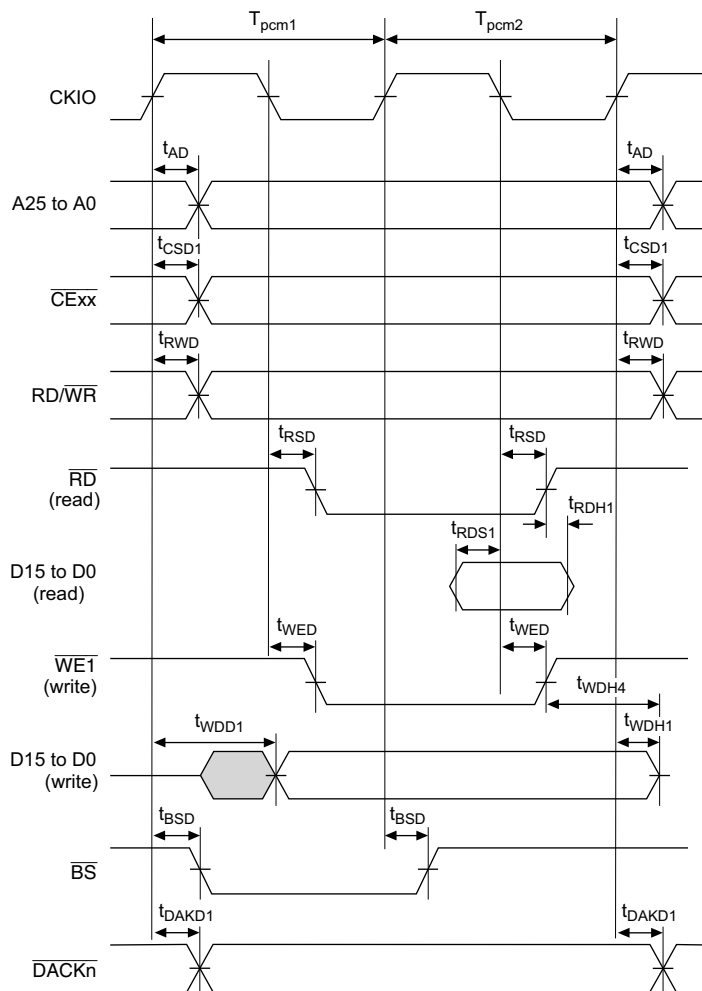 Tpcm1 Tpcm2
CKIO
tAD tAD
A25 to A0
tCSD1 tCSD1
CExx
tRWD tRWD
RD/WR
tRSD tRSD
RD
(read)
tRDH1
tRDS1
D15 to D0
(read)
tWED tWED
WE1
(write)
tWDH4
tWDD1 tWDH1
D15 to D0
(write)
tBSD tBSD
BS
tDAKD1 tDAKD1
DACKn